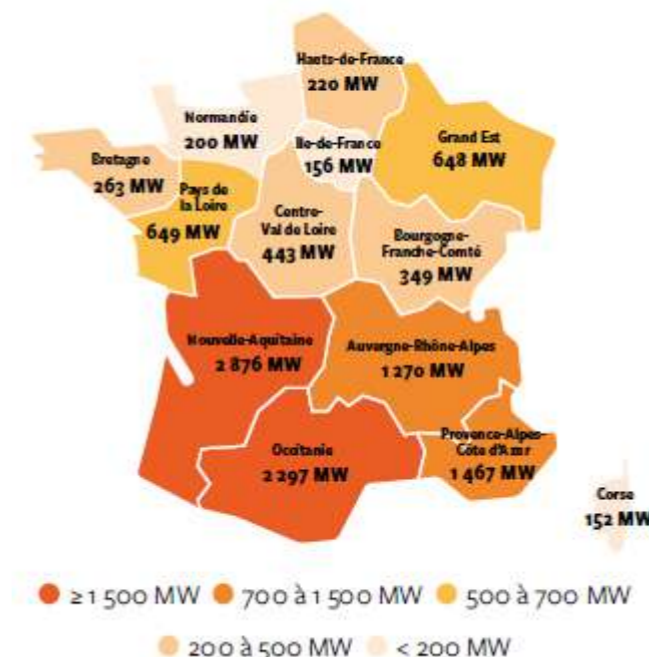 Hauts-de-France
220 MW
Normandie
200 MW
Ile-de-France
156 MW
Grand Est
648 MW
Bretagne
263 MW
Pays de
la Loire
649 MW
Centre-
Val de Loire
443 MW
Bourgogne-
Franche-Comté
349 MW
Nouvelle-Aquitaine
2 876 MW
Auvergne-Rhône-Alpes
1 270 MW
Occitanie
2 297 MW
Provence-Alpes-
Côte d'Azur
1 467 MW
Corse
152 MW
≥ 1 500 MW 700 à 1 500 MW 500 à 700 MW
200 à 500 MW < 200 MW